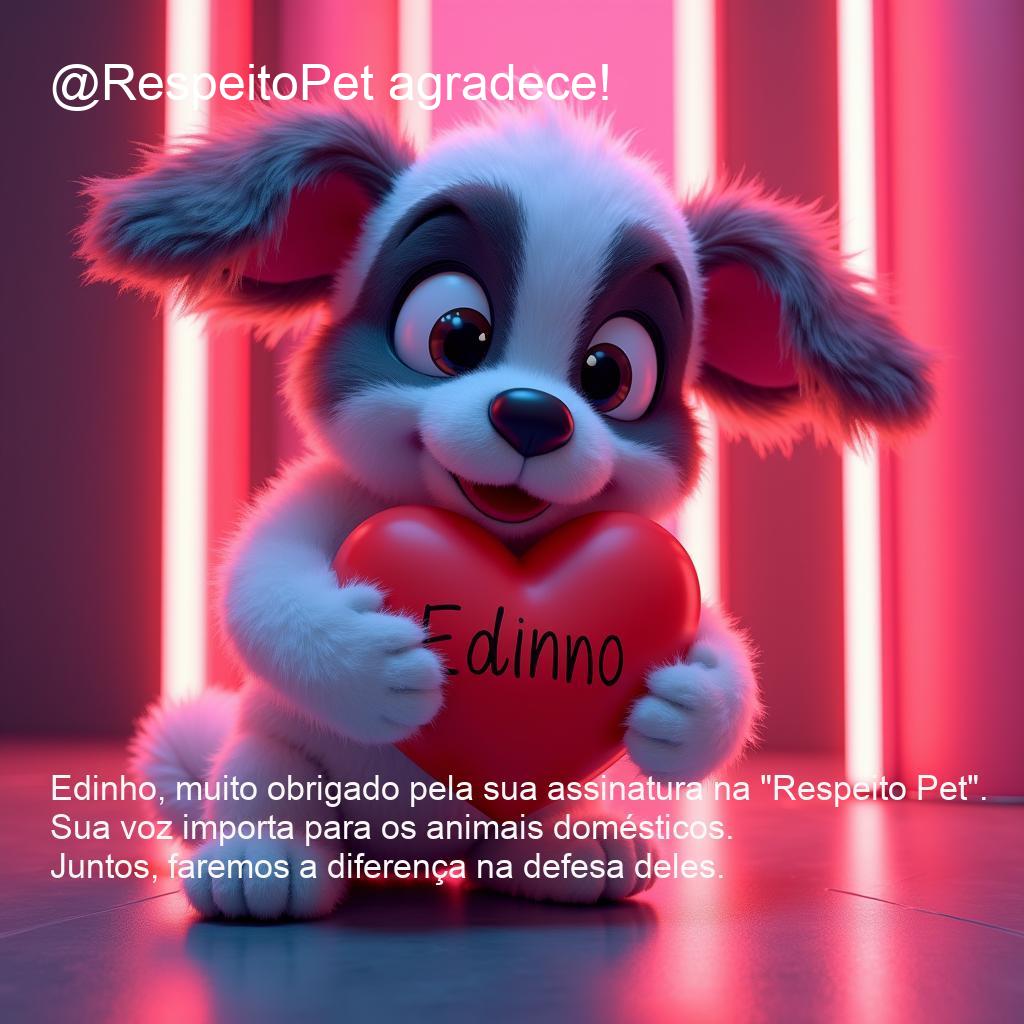 @RespeitoPet agradece!
Edinno
Edinho, muito obrigado pela sua assinatura na "Respeito Pet".
Sua voz importa para os animais domésticos.
Juntos, faremos a diferença na defesa deles.